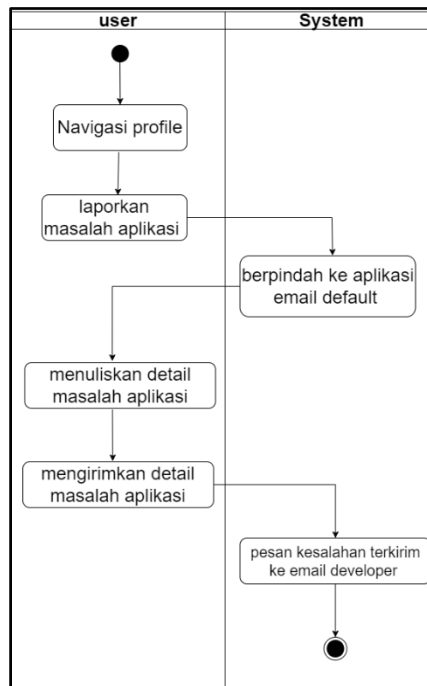 user
System
Navigasi profile
laporkan
masalah aplikasi
berpindah ke aplikasi
email default
menuliskan detail
masalah aplikasi
mengirimkan detail
masalah aplikasi
pesan kesalahan terkirim
ke email developer